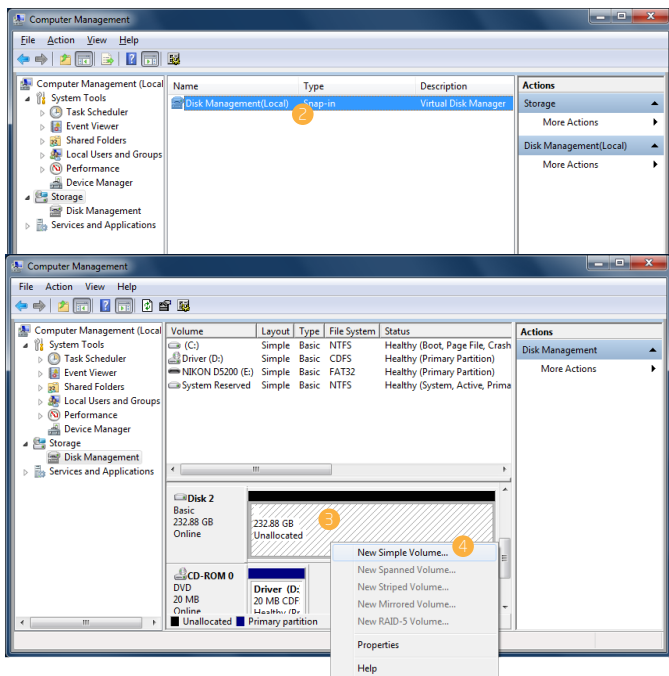 Computer Management
File Action View Help
Computer Management (Local
System Tools
Task Scheduler
Event Viewer
Shared Folders
Local Users and Groups
Performance
Device Manager
Storage
Disk Management
Services and Applications
Name Type Description
Disk Management(Local) Snap-in Virtual Disk Manager
2
Actions
Storage
More Actions
Disk Management(Local)
More Actions
Computer Management
File Action View Help
Computer Management (Local
System Tools
Task Scheduler
Event Viewer
Shared Folders
Local Users and Groups
Performance
Device Manager
Storage
Disk Management
Services and Applications
Volume Layout Type File System Status
(C:) Simple Basic NTFS Healthy (Boot, Page File, Crash
Driver (D:) Simple Basic CDFS Healthy (Primary Partition)
NIKON D5200 (E:) Simple Basic FAT32 Healthy (Primary Partition)
System Reserved Simple Basic NTFS Healthy (System, Active, Prima
Disk 2
Basic
232.88 GB
Online
232.88 GB
Unallocated
3
CD-ROM 0
DVD
20 MB
Online
Driver (D:
20 MB CDF
Healthy (Pr
Unallocated Primary partition
New Simple Volume...
4
New Spanned Volume...
New Striped Volume...
New Mirrored Volume...
New RAID-5 Volume...
Properties
Help
Actions
Disk Management
More Actions